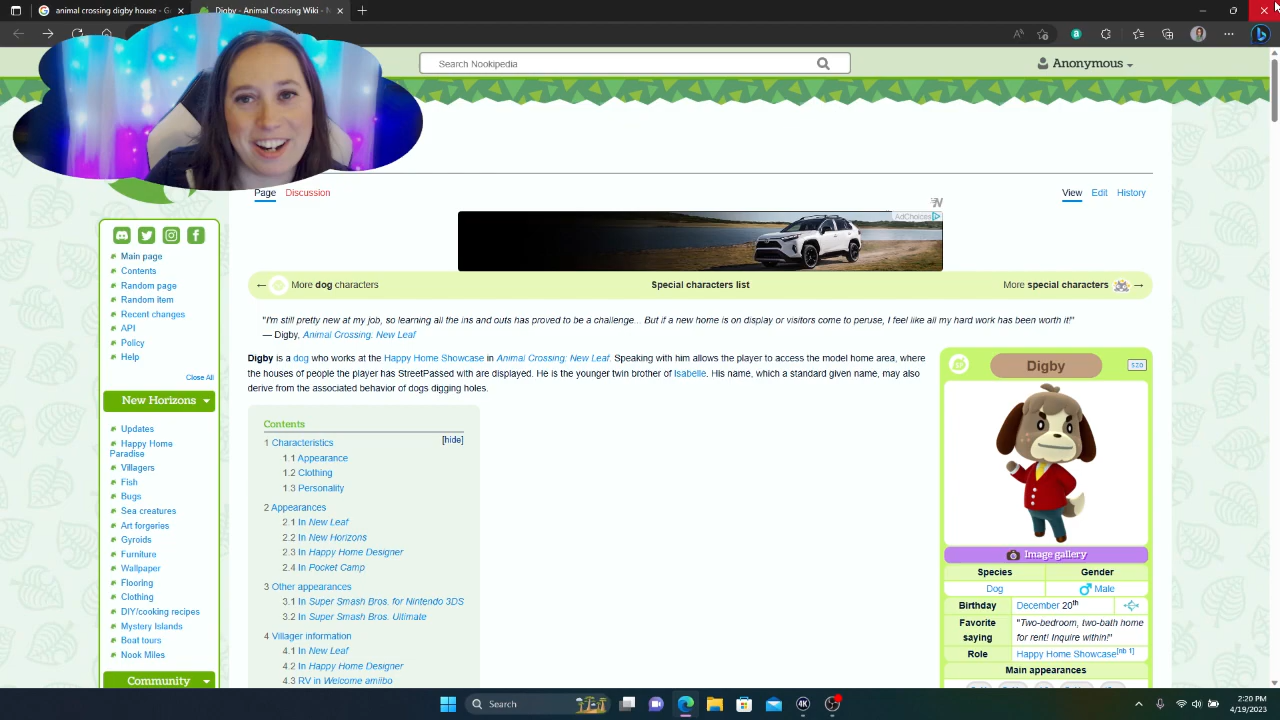 animal crossing digby house
wikin
Search Nookipedia
Anonymous
Page
Discussion
View
Edit
History
AdChoices
← More dog characters
Special characters list
More special characters →
"I'm still pretty new at my job, so learning all the ins and outs has proved to be a challenge... But if a new home is on display or visitors come to peruse, I feel like all my hard work has been worth it!"
— Digby, Animal Crossing: New Leaf
Digby is a dog who works at the Happy Home Showcase in Animal Crossing: New Leaf. Speaking with him allows the player to access the model home area, where
the houses of people the player has StreetPassed with are displayed. He is the younger twin brother of Isabelle. His name, which a standard given name, may also
derive from the associated behavior of dogs digging holes.
Contents
[hide]
1 Characteristics
1.1 Appearance
1.2 Clothing
1.3 Personality
2 Appearances
2.1 In New Leaf
2.2 In New Horizons
2.3 In Happy Home Designer
2.4 In Pocket Camp
3 Other appearances
3.1 In Super Smash Bros. for Nintendo 3DS
3.2 In Super Smash Bros. Ultimate
4 Villager information
4.1 In New Leaf
4.2 In Happy Home Designer
4.3 RV in Welcome amiibo
Main page
Contents
Random page
Random item
Recent changes
API
Policy
Help
Close All
New Horizons
Updates
Happy Home
Paradise
Villagers
Fish
Bugs
Sea creatures
Art forgeries
Gyroids
Furniture
Wallpaper
Flooring
Clothing
DIY/cooking recipes
Mystery Islands
Boat tours
Nook Miles
Community
Digby
Image gallery
Species
Gender
Dog
Male
Birthday
December 20th
Favorite
saying
"Two-bedroom, two-bath home
for rent! Inquire within!"
Role
Happy Home Showcase[nb 1]
Main appearances
Search
4K
2:20 PM
4/19/2023